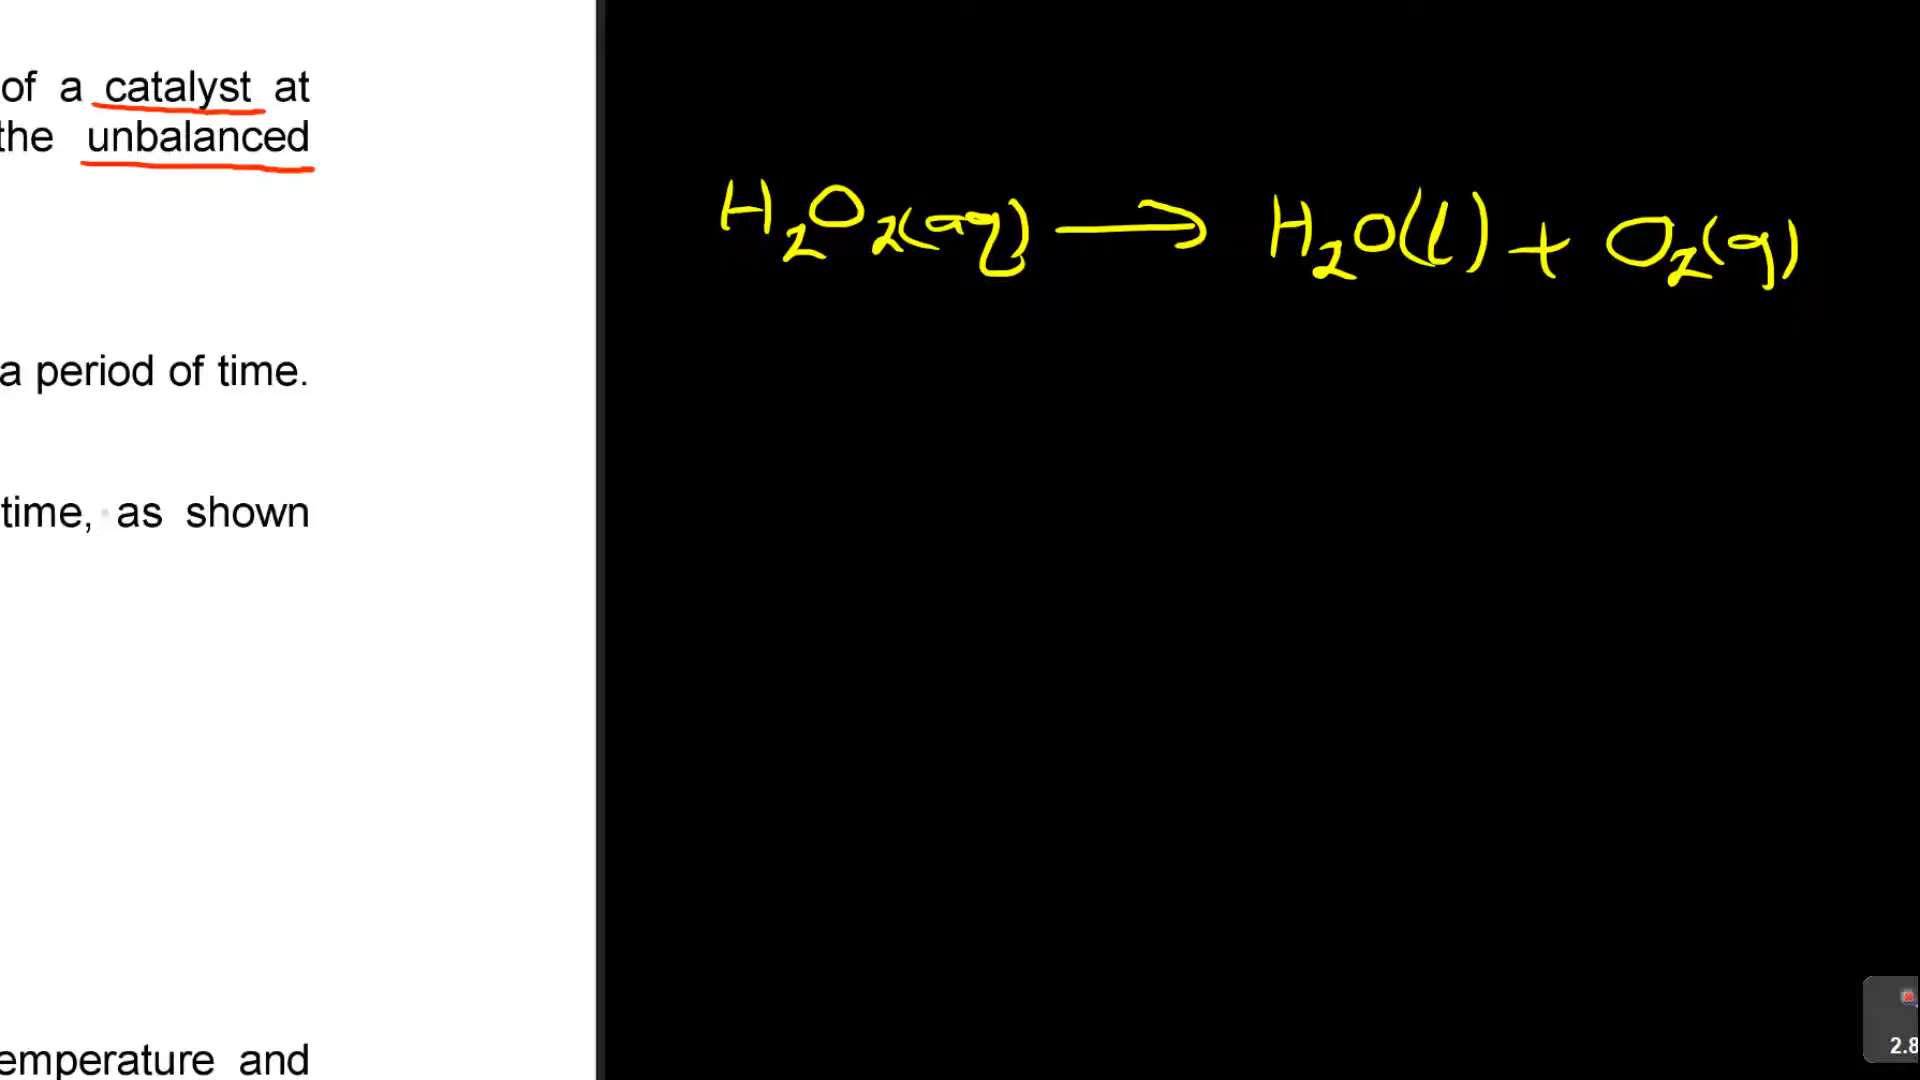 of a catalyst at
the unbalanced
H₂O₂(aq) → H₂O(l) + O₂(g)
a period of time.
time, as shown
emperature and
2.8